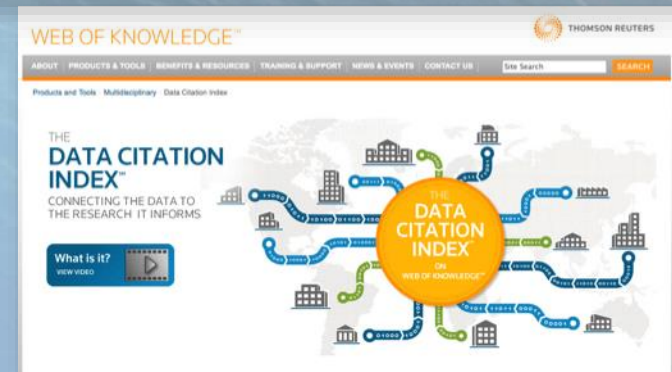 WEB OF KNOWLEDGE™
THOMSON REUTERS
ABOUT PRODUCTS & TOOLS BENEFITS & RESOURCES TRAINING & SUPPORT NEWS & EVENTS CONTACT US Site Search SEARCH
Products and Tools Multidisciplinary Data Citation Index
THE
DATA CITATION
INDEX™
CONNECTING THE DATA TO
THE RESEARCH IT INFORMS
What is it?
VIEW VIDEO
THE
DATA
CITATION
INDEX™
ON
WEB OF KNOWLEDGE™